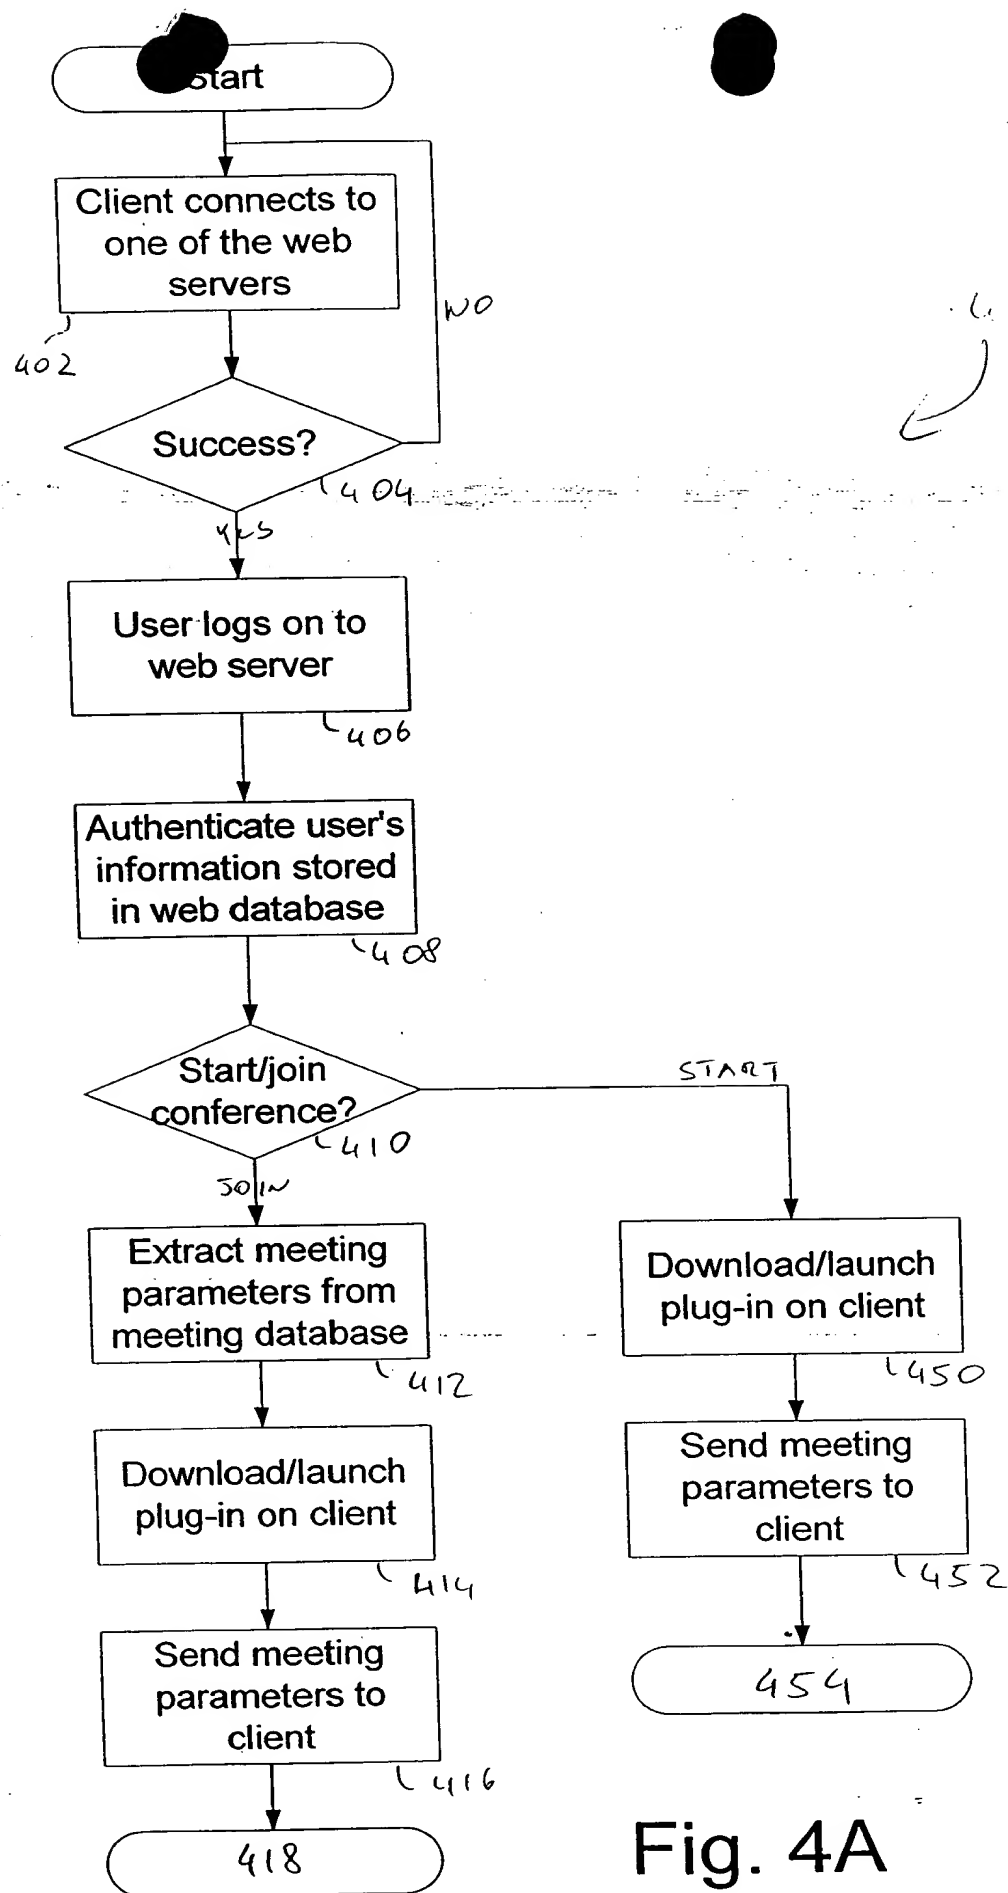 Start
Client connects to
one of the web
servers
NO
402
Success?
404
YES
User logs on to
web server
406
Authenticate user's
information stored
in web database
408
Start/join
conference?
410
START
JOIN
Extract meeting
parameters from
meeting database
412
Download/launch
plug-in on client
414
Send meeting
parameters to
client
416
418
Download/launch
plug-in on client
450
Send meeting
parameters to
client
452
454
Fig. 4A